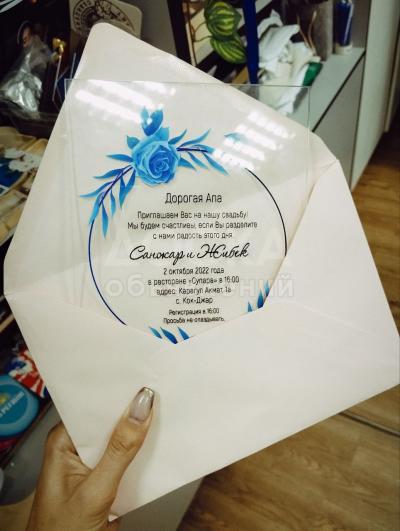 Дорогая Апа
Приглашаем Вас на нашу свадьбу!
Мы будем счастливы, если Вы разделите
с нами радость этого дня.
Санжар и Жибек
2 октября 2022 года
в ресторане «Супара» в 16:00
адрес: Карагул Акмат 1а
с. Кок-Джар
Регистрация в 16:00
Просьба не опаздывать.